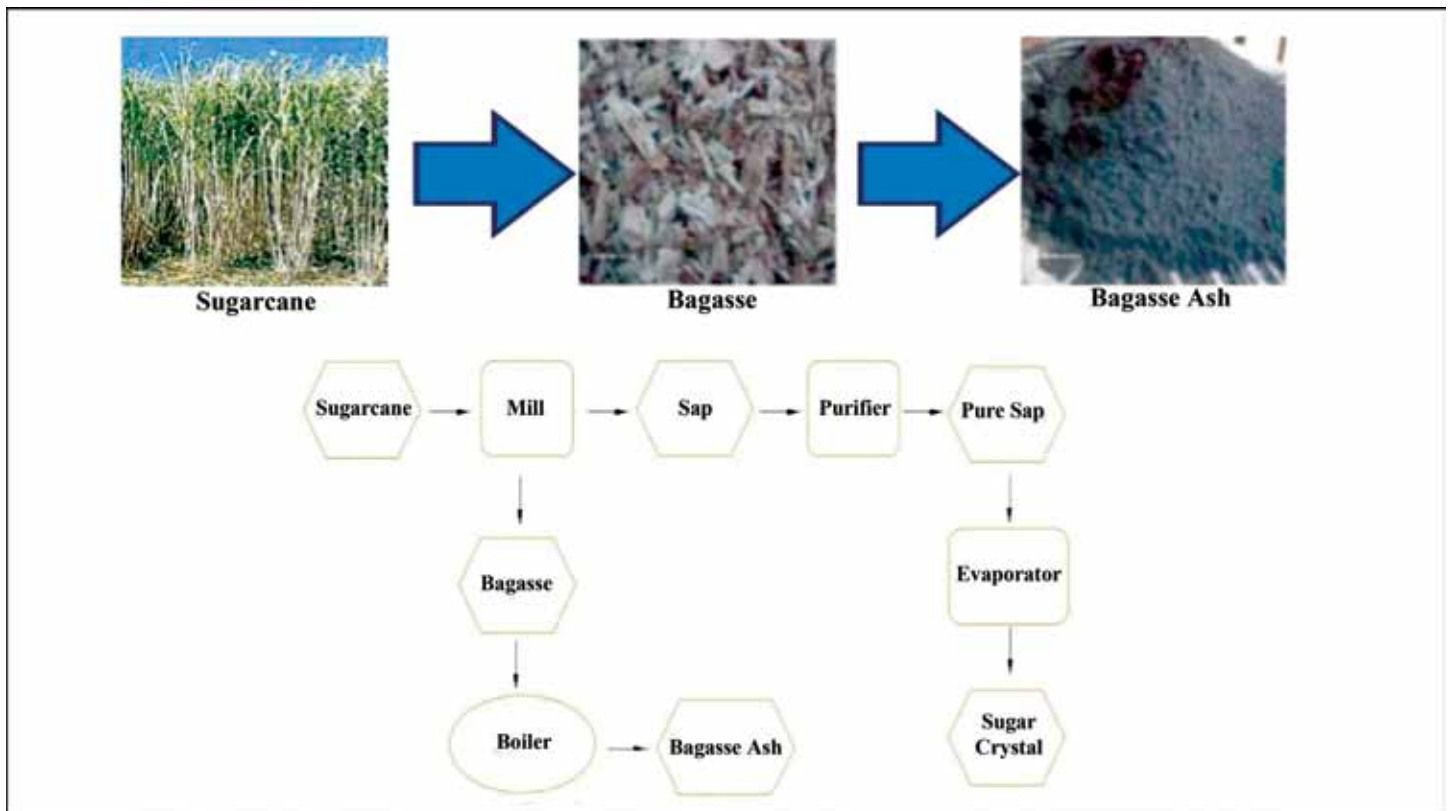 Sugarcane
Bagasse
Bagasse Ash
Sugarcane
Mill
Sap
Purifier
Pure Sap
Bagasse
Evaporator
Boiler
Bagasse Ash
Sugar
Crystal